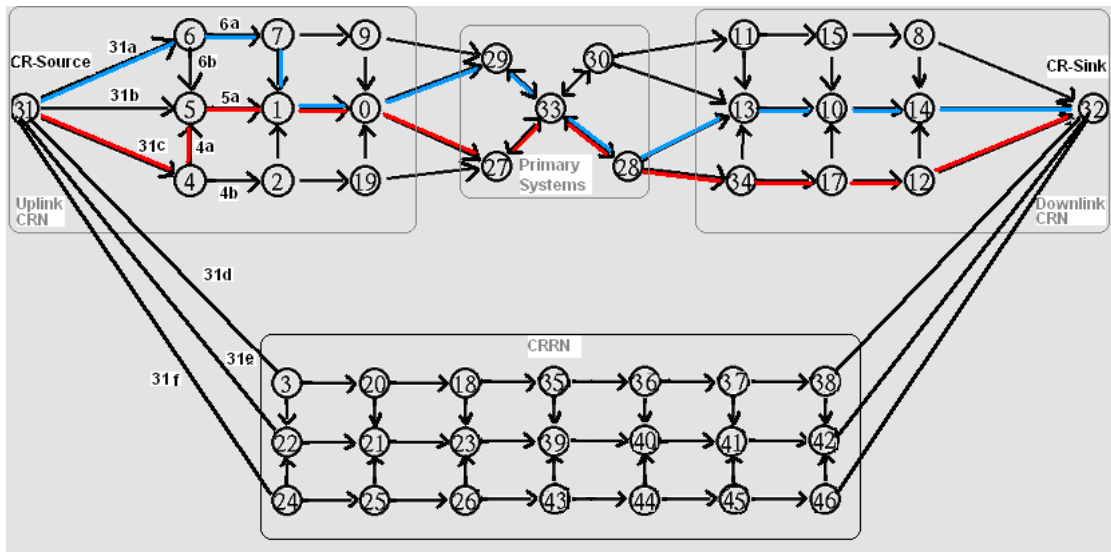 6a
6 7 9 11 15 8
31a
CR-Source 6b 29 30 CR-Sink
31b 5a
31 5 1 0 33 13 10 14 32
31c 4a
4 2 19 27 28 34 17 12
4b
Primary
Systems
Uplink
CRN
Downlink
CRN
31d
CRRN
31e
31f
3 20 18 35 36 37 38
22 21 23 39 40 41 42
24 25 26 43 44 45 46